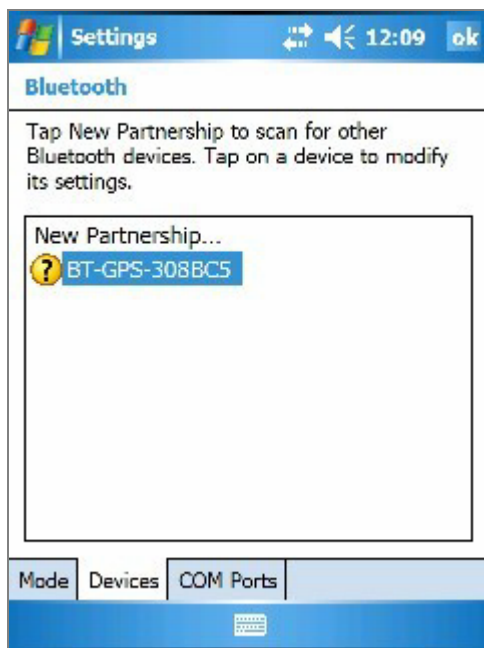 Settings 12:09 ok
Bluetooth
Tap New Partnership to scan for other
Bluetooth devices. Tap on a device to modify
its settings.
New Partnership...
? BT-GPS-308BC5
Mode Devices COM Ports